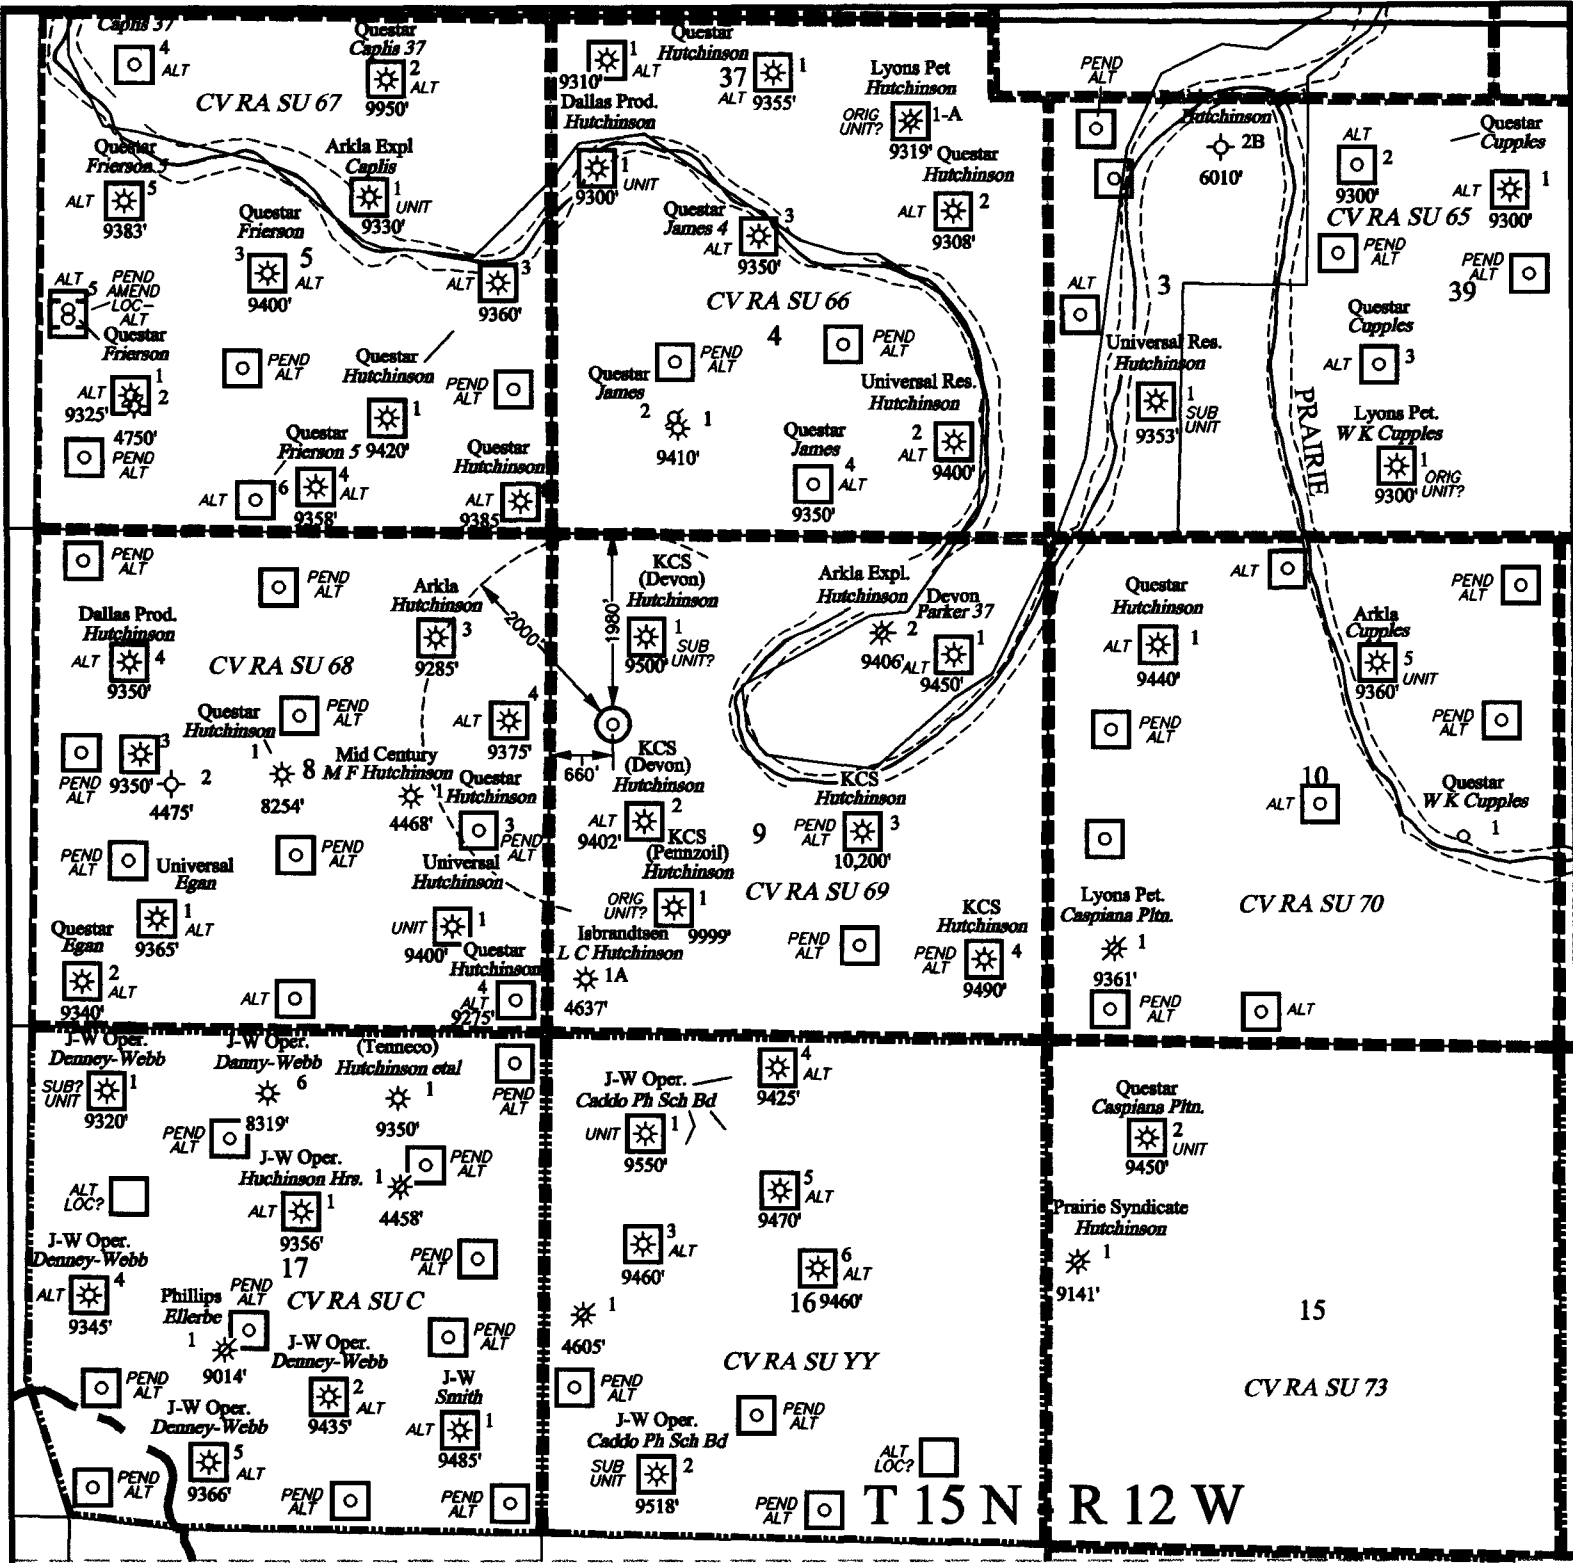 Caplis 37
4
ALT
Questar
Caplis 37
2
ALT
9950'
CV RA SU 67
Questar
Frierson 5
5
ALT
9383'
Arkla Expl
Caplis
1
UNIT
9330'
Questar
Frierson
3
5
ALT
9400'
3
ALT
9360'
ALT
5
PEND
AMEND
LOC-
ALT
Questar
Frierson
1
ALT
2
9325'
4750'
PEND
ALT
PEND
ALT
Questar
Hutchinson
PEND
ALT
1
9420'
Questar
Frierson 5
4
ALT
9358'
ALT
6
Questar
Hutchinson
ALT
9385'
1
ALT
9310'
Dallas Prod.
Hutchinson
1
UNIT
9300'
Questar
Hutchinson
37
ALT
1
9355'
Lyons Pet
Hutchinson
ORIG
UNIT?
1-A
9319'
Questar
Hutchinson
ALT
2
9308'
Questar
James 4
3
ALT
9350'
CV RA SU 66
4
PEND
ALT
PEND
ALT
Questar
James
2
1
9410'
Universal Res.
Hutchinson
2
ALT
9400'
Questar
James
4
ALT
9350'
PEND
ALT
Hutchinson
2B
6010'
ALT
2
9300'
Questar
Cupples
ALT
1
9300'
CV RA SU 65
PEND
ALT
PEND
ALT
39
3
ALT
Questar
Cupples
ALT
3
Universal Res.
Hutchinson
1
SUB
UNIT
9353'
PRAIRIE
Lyons Pet.
W K Cupples
1
ORIG
UNIT?
9300'
PEND
ALT
PEND
ALT
Arkla
Hutchinson
3
9285'
2000'
Dallas Prod.
Hutchinson
ALT
4
9350'
CV RA SU 68
Questar
Hutchinson
1
8254'
PEND
ALT
8
ALT
4
9375'
PEND
ALT
3
9350'
2
4475'
Mid Century
M F Hutchinson
1
4468'
Questar
Hutchinson
3
PEND
ALT
PEND
ALT
Universal
Egan
1
ALT
9365'
PEND
ALT
Universal
Hutchinson
UNIT
1
9400'
Questar
Egan
2
ALT
9340'
ALT
Questar
Hutchinson
4
ALT
9275'
1980'
660'
KCS
(Devon)
Hutchinson
1
SUB
UNIT?
9500'
Arkla Expl.
Hutchinson
2
9406'
Devon
Parker 37
ALT
1
9450'
KCS
(Devon)
Hutchinson
ALT
2
9402'
KCS
(Pennzoil)
Hutchinson
ORIG
UNIT?
1
9999'
9
KCS
Hutchinson
PEND
ALT
3
10,200'
CV RA SU 69
Isbrandtsen
L C Hutchinson
1A
4637'
PEND
ALT
KCS
Hutchinson
PEND
ALT
4
9490'
ALT
PEND
ALT
Questar
Hutchinson
ALT
1
9440'
Arkla
Cupples
5
UNIT
9360'
PEND
ALT
PEND
ALT
10
ALT
Questar
W K Cupples
1
Lyons Pet.
Caspiana Pltn.
1
9361'
CV RA SU 70
PEND
ALT
ALT
J-W Oper.
Denney-Webb
SUB?
UNIT
1
9320'
J-W Oper.
Danny-Webb
6
8319'
(Tenneco)
Hutchinson etal
1
9350'
PEND
ALT
PEND
ALT
J-W Oper.
Huchinson Hrs.
ALT
1
9356'
PEND
ALT
1
4458'
ALT
LOC?
J-W Oper.
Denney-Webb
ALT
4
9345'
17
PEND
ALT
CV RA SU C
PEND
ALT
Phillips
Ellerbe
1
9014'
J-W Oper.
Denney-Webb
2
ALT
9435'
PEND
ALT
PEND
ALT
J-W
Smith
ALT
1
9485'
J-W Oper.
Denney-Webb
5
ALT
9366'
PEND
ALT
PEND
ALT
PEND
ALT
J-W Oper.
Caddo Ph Sch Bd
UNIT
1
9550'
4
ALT
9425'
5
ALT
9470'
3
ALT
9460'
6
ALT
16
9460'
1
4605'
CV RA SU YY
PEND
ALT
PEND
ALT
J-W Oper.
Caddo Ph Sch Bd
SUB
UNIT
2
9518'
ALT
LOC?
PEND
ALT
Questar
Caspiana Pltn.
2
UNIT
9450'
Prairie Syndicate
Hutchinson
1
9141'
15
CV RA SU 73
T 15 N R 12 W